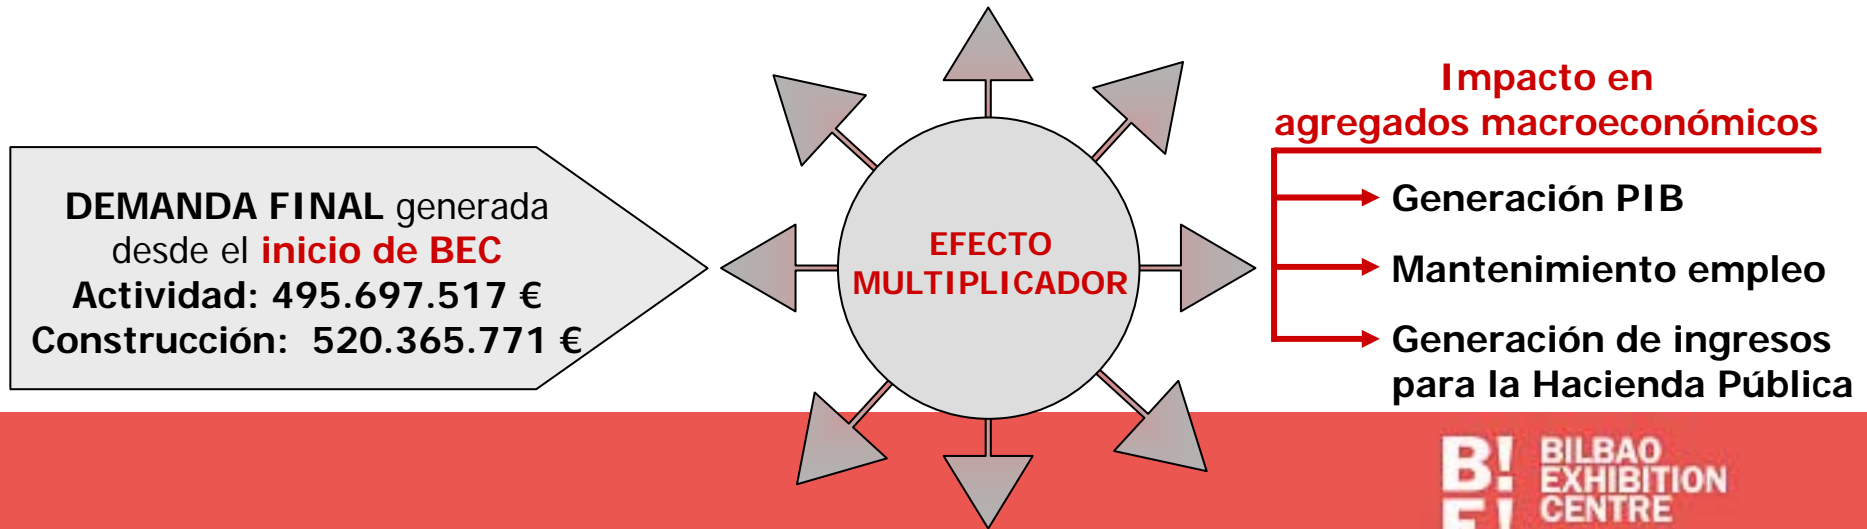 DEMANDA FINAL generada
desde el inicio de BEC
Actividad: 495.697.517 €
Construcción: 520.365.771 €
EFECTO
MULTIPLICADOR
Impacto en
agregados macroeconómicos
Generación PIB
Mantenimiento empleo
Generación de ingresos
para la Hacienda Pública
B!
E!
BILBAO
EXHIBITION
CENTRE